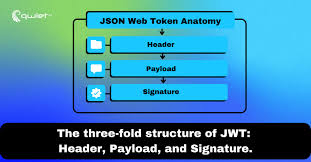 Qwiet
JSON Web Token Anatomy
Header
Payload
Signature
The three-fold structure of JWT:
Header, Payload, and Signature.